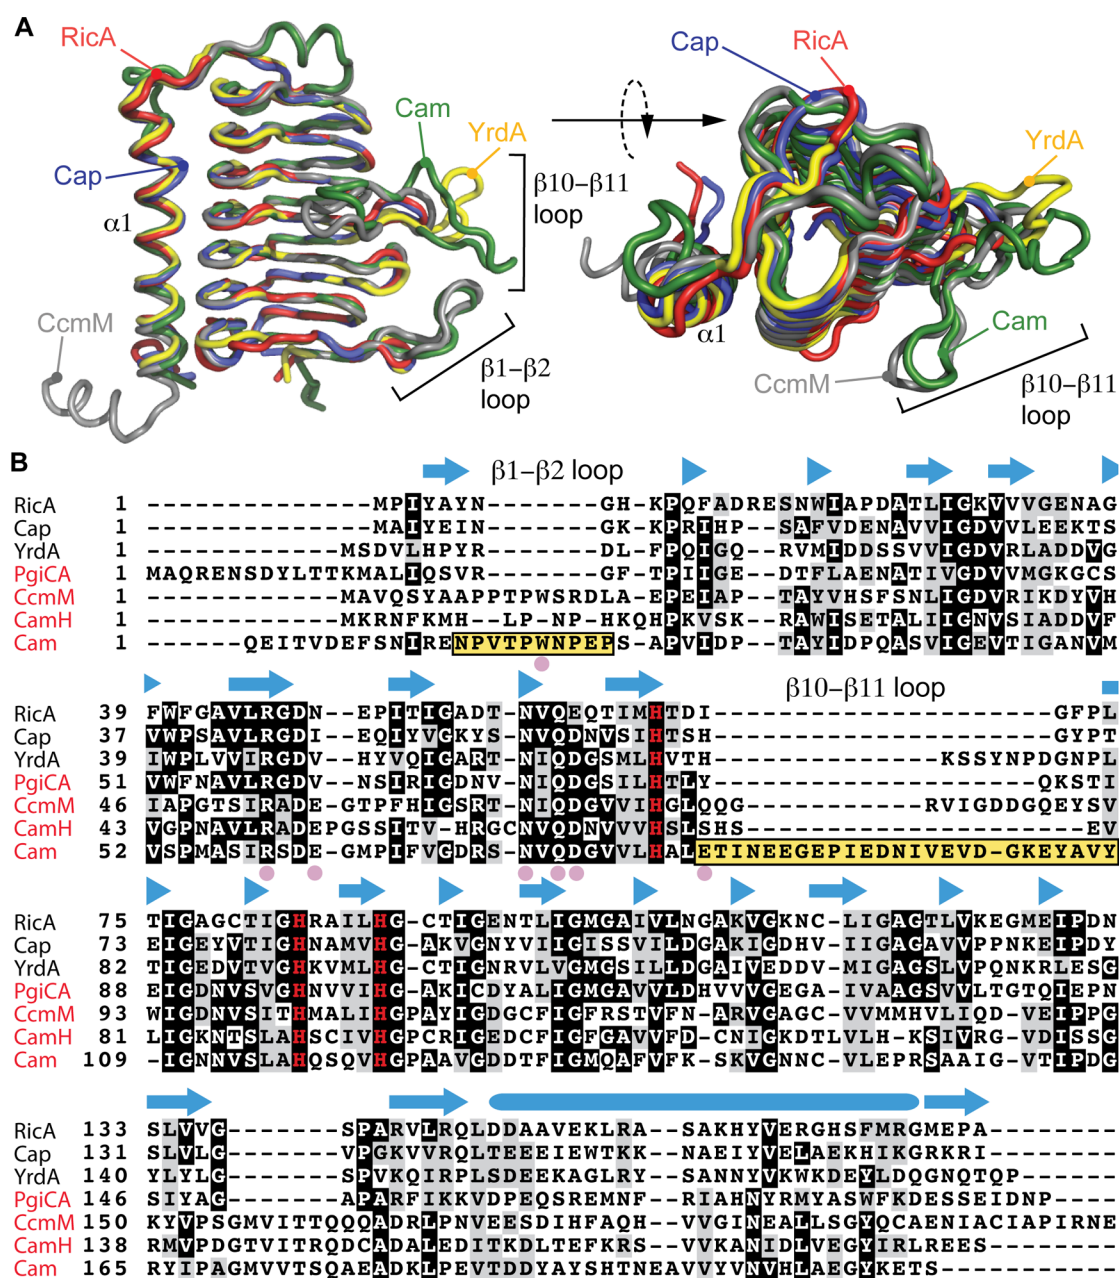 A
RicA
Cap
α1
CcmM
Cam
YrdA
β10–β11
loop
β1–β2
loop
Cap
RicA
YrdA
α1
Cam
CcmM
β10–β11
loop
B
β1–β2 loop
RicA 1 --------------MPIYAYN-------GH-KPQFADRESNWIAPDATLIGKVVVGENAG
Cap 1 --------------MAIYEIN-------GK-KPRIHP--SAFVDENAVVIGDVVLEEKTS
YrdA 1 ------------MSDVLHPYR-------DL-FPQIGQ--RVMIDDSSVVIGDVRLADDVG
PgiCA 1 MAQRENSDYLTTKMALIQSVR-------GF-TPIIGE--DTFLAENATIVGDVVMGKGCS
CcmM 1 ------------MAVQSYAAPPTPWSRDLA-EPEIAP--TAYVHSFSNLIGDVRIKDYVH
CamH 1 ------------MKRNFKMH--LP-NP-HKQHPKVSK--RAWISETALIIGNVSIADDVF
Cam 1 ------QEITVDEFSNIRENPVTPWNPEPS-APVIDP--TAYIDPEASVIGEVTIGANVM
β10–β11 loop
RicA 39 FWFGAVLRGDN--EPITIGADT-NVQEQTIMHTDI---------------------GFPL
Cap 37 VWPSAVLRGDI--EQIYVGKYS-NVQDNVSIHTSH---------------------GYPT
YrdA 39 IWPLVVIRGDV--HYVQIGART-NIQDGSMLHVTH--------------KSSYNPDGNPL
PgiCA 51 VWFNAVLRGDV--NSIRIGDNV-NIQDGSMLHTLY--------------------QKSTI
CcmM 46 IAPGTSIRADE-GTPFHIGSRT-NIQDGVVIHGLQQG-----------RVIGDDGQEYSV
CamH 43 VGPNAVLRADEPGSSITV-HRGCNVQDNVVVHSLSHS---------------------EV
Cam 52 VSPMASIRSDE-GMPIFVGDRS-NVQDGVVLHALETINEEGEPIEDNIVEVD-GKEYAVY
RicA 75 TIGAGCTIGHRAILHG-CTIGENTLIGMGAIVLNGAKVGKNC-LIGAGTLVKEGMEIPDN
Cap 73 EIGEYVTIGHNAMVHG-AKVGNYVIIGISSVILDGAKIGDHV-IIGAGAVVPPNKEIPDY
YrdA 82 TIGEDVTVGHKVMLHG-CTIGNRVLVGMGSILLDGAIVEDDV-MIGAGSLVPQNKRLESG
PgiCA 88 EIGDNVSVGHNVVIHG-AKICDYALIGMGAVVLDHVVVGEGA-IVAAGSVVLTGTQIEPN
CcmM 93 WIGDNVSITHMALIHGPAYIGDGCFIGFRSTVFN-ARVGAGC-VVMMHVLIQD-VEIPPG
CamH 81 LIGKNTSLAHSCIVHGPCRIGEDCFIGFGAVVFD-CNIGKDTLVLH-KSIVRG-VDISSG
Cam 109 -IGNNVSLAHQSQVHGPAAVGDDTFIGMQAFVFK-SKVGNNC-VLEPRSAAIG-VTIPDG
RicA 133 SLVVG-------SPARVLRQLDDAAVEKLRA--SAKHYVERGHSFMRGMEPA--------
Cap 131 SLVLG-------VPGKVVRQLTEEEIEWTKK--NAEIYVELAEKHIKGRKRI--------
YrdA 140 YLYLG-------SPVKQIRPLSDEEKAGLRY--SANNYVKWKDEYLDQGNQTQP------
PgiCA 146 SIYAG-------APARFIKKVDPEQSREMNF--RIAHNYRMYASWFKDESSEIDNP----
CcmM 150 KYVPSGMVITTQQQADRLPNVEESDIHFAQH--VVGINEALLSGYQCAENIACIAPIRNE
CamH 138 RMVPDGTVITRQDCADALEDITKDLTEFKRS--VVKANIDLVEGYIRLREES--------
Cam 165 RYIPAGMVVTSQAEADKLPEVTDDYAYSHTNEAVVYVNVHLAEGYKETS-----------